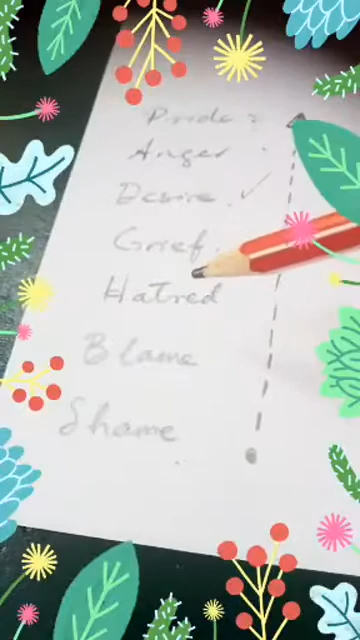 Pride ?
Anger
Desire. ✓
Grief.
Hatred
Blame
Shame